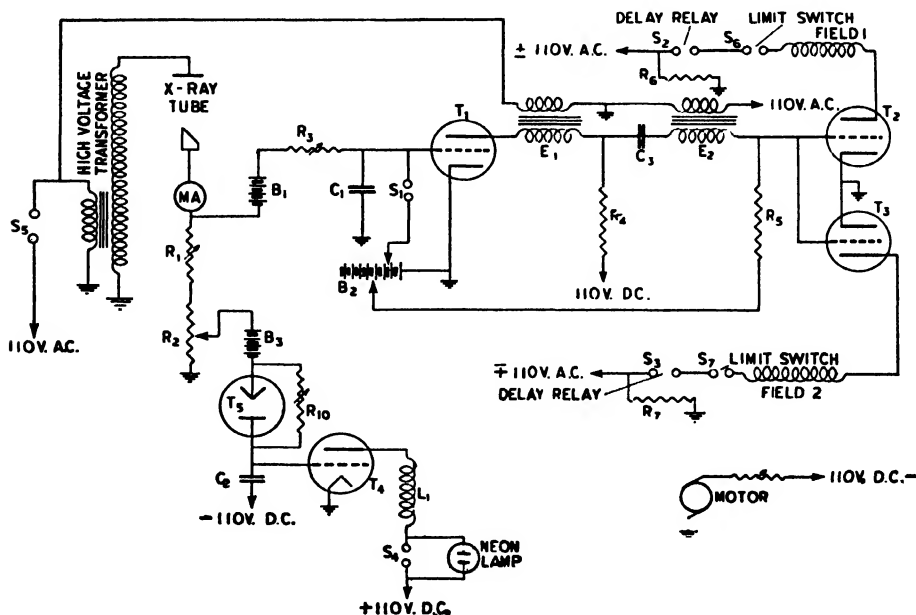 DELAY RELAY
LIMIT SWITCH
FIELD 1
± 110V. A.C.
S2
S6
R6
HIGH VOLTAGE
TRANSFORMER
X-RAY
TUBE
T1
110V. A.C.
T2
R3
E1
C3
E2
MA
B1
C1
S1
S5
T3
R1
R4
R5
B2
110V. DC.
110V. A.C.
R2
B3
∓ 110V. A.C.
S3
S7
LIMIT SWITCH
DELAY RELAY
FIELD 2
R7
T5
R10
C2
T4
L1
110V. D.C.-
MOTOR
-110V. D.C.
S4
NEON
LAMP
+110V. D.C.